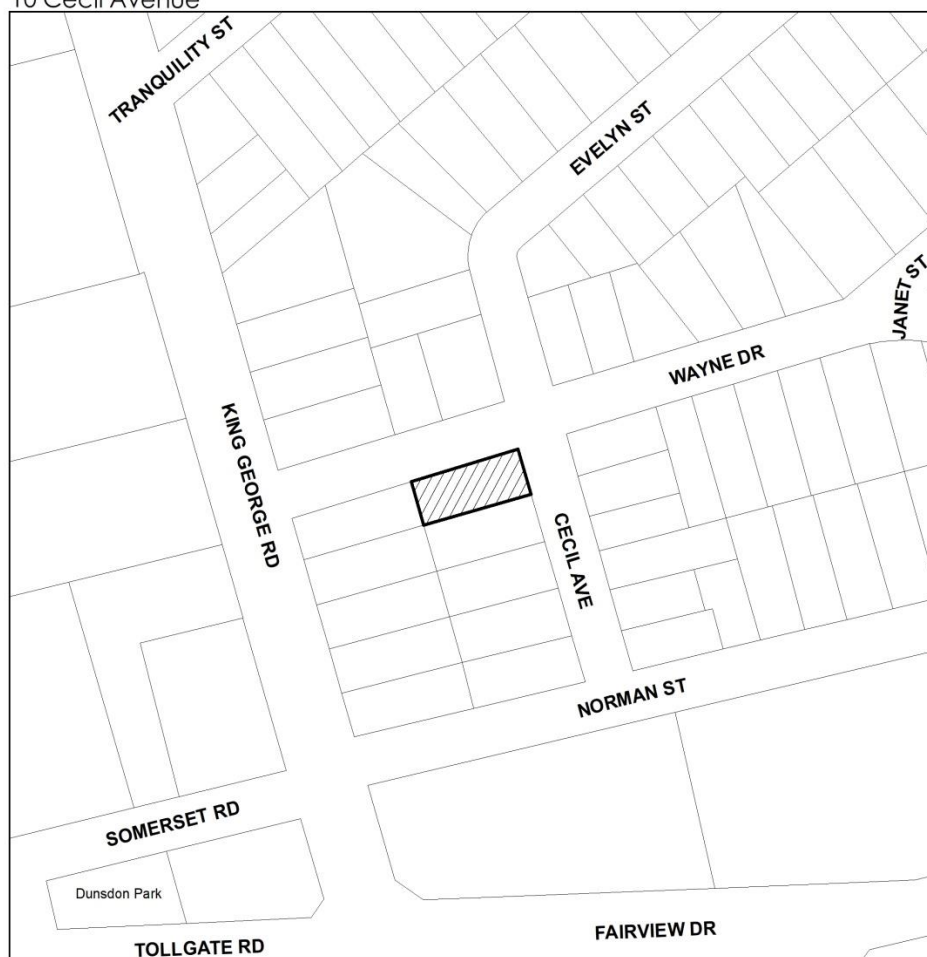 10 Cecil Avenue
TRANQUILITY ST
EVELYN ST
JANET ST
WAYNE DR
KING GEORGE RD
CECIL AVE
NORMAN ST
SOMERSET RD
Dunsdon Park
FAIRVIEW DR
TOLLGATE RD